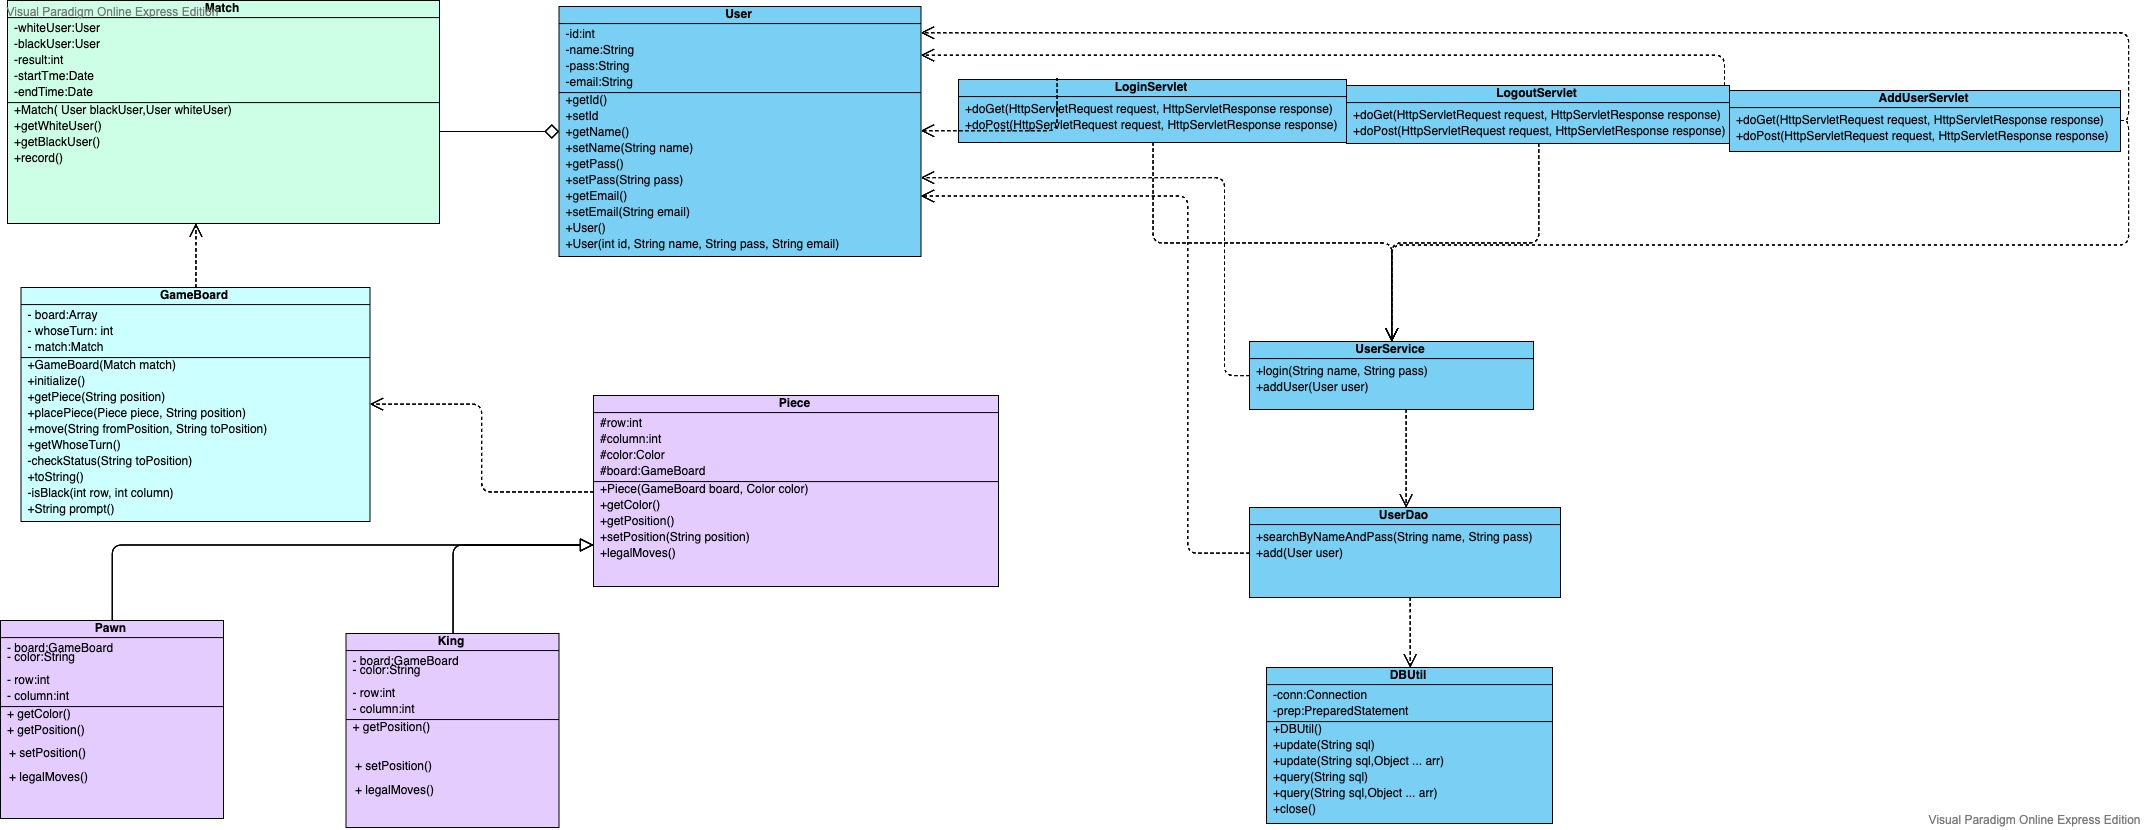 Visual Paradigm Online Express Edition
Match
-whiteUser:User
-blackUser:User
-result:int
-startTme:Date
-endTime:Date
+Match( User blackUser,User whiteUser)
+getWhiteUser()
+getBlackUser()
+record()
User
-id:int
-name:String
-pass:String
-email:String
+getId()
+setId
+getName()
+setName(String name)
+getPass()
+setPass(String pass)
+getEmail()
+setEmail(String email)
+User()
+User(int id, String name, String pass, String email)
LoginServlet
+doGet(HttpServletRequest request, HttpServletResponse response)
+doPost(HttpServletRequest request, HttpServletResponse response)
LogoutServlet
+doGet(HttpServletRequest request, HttpServletResponse response)
+doPost(HttpServletRequest request, HttpServletResponse response)
AddUserServlet
+doGet(HttpServletRequest request, HttpServletResponse response)
+doPost(HttpServletRequest request, HttpServletResponse response)
GameBoard
- board:Array
- whoseTurn: int
- match:Match
+GameBoard(Match match)
+initialize()
+getPiece(String position)
+placePiece(Piece piece, String position)
+move(String fromPosition, String toPosition)
+getWhoseTurn()
-checkStatus(String toPosition)
+toString()
-isBlack(int row, int column)
+String prompt()
Piece
#row:int
#column:int
#color:Color
#board:GameBoard
+Piece(GameBoard board, Color color)
+getColor()
+getPosition()
+setPosition(String position)
+legalMoves()
UserService
+login(String name, String pass)
+addUser(User user)
UserDao
+searchByNameAndPass(String name, String pass)
+add(User user)
Pawn
- board:GameBoard
- color:String
- row:int
- column:int
+ getColor()
+ getPosition()
+ setPosition()
+ legalMoves()
King
- board:GameBoard
- color:String
- row:int
- column:int
+ getPosition()
+ setPosition()
+ legalMoves()
DBUtil
-conn:Connection
-prep:PreparedStatement
+DBUtil()
+update(String sql)
+update(String sql,Object ... arr)
+query(String sql)
+query(String sql,Object ... arr)
+close()
Visual Paradigm Online Express Edition